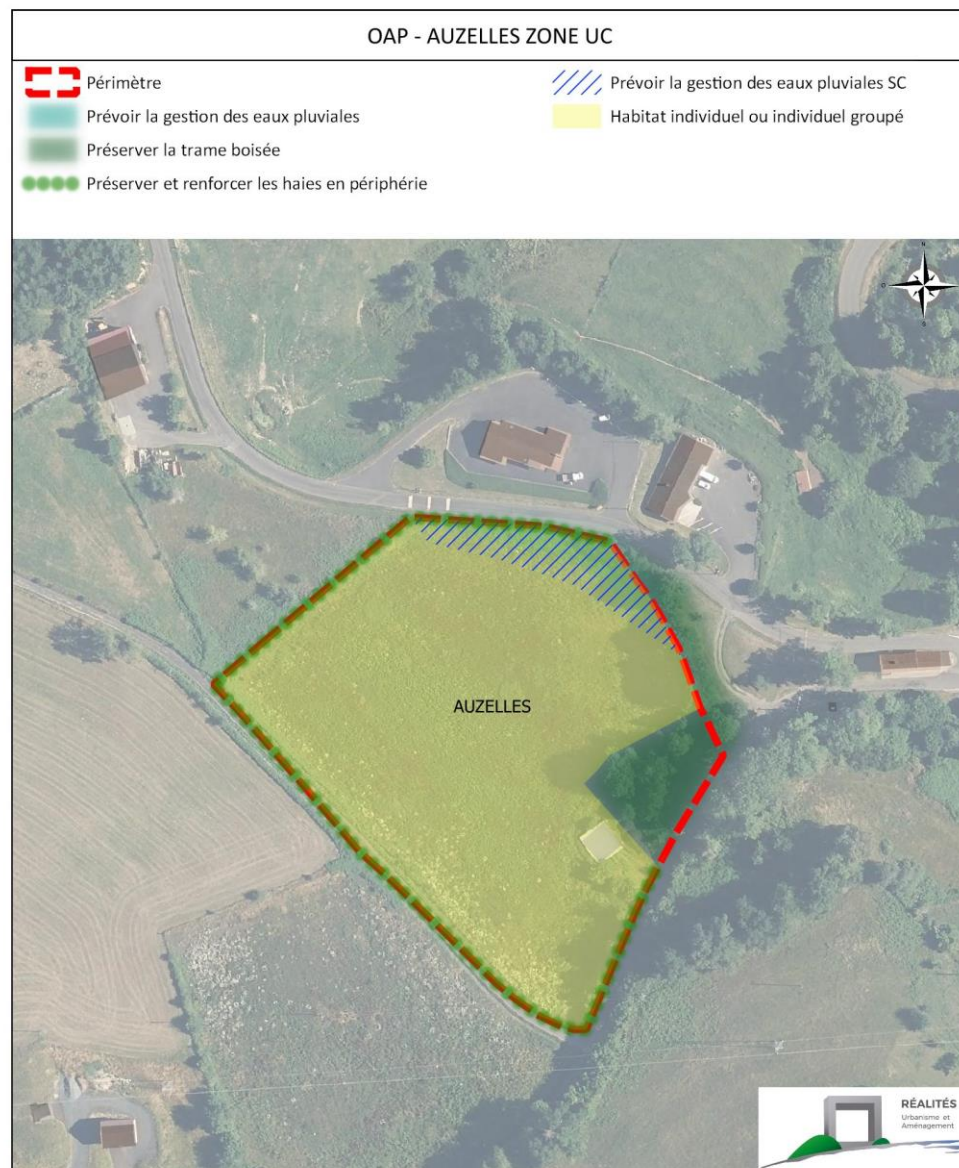 OAP - AUZELLES ZONE UC
Périmètre
Prévoir la gestion des eaux pluviales
Préserver la trame boisée
Préserver et renforcer les haies en périphérie
Prévoir la gestion des eaux pluviales SC
Habitat individuel ou individuel groupé
AUZELLES
RÉALITÉS
Urbanisme et
Aménagement